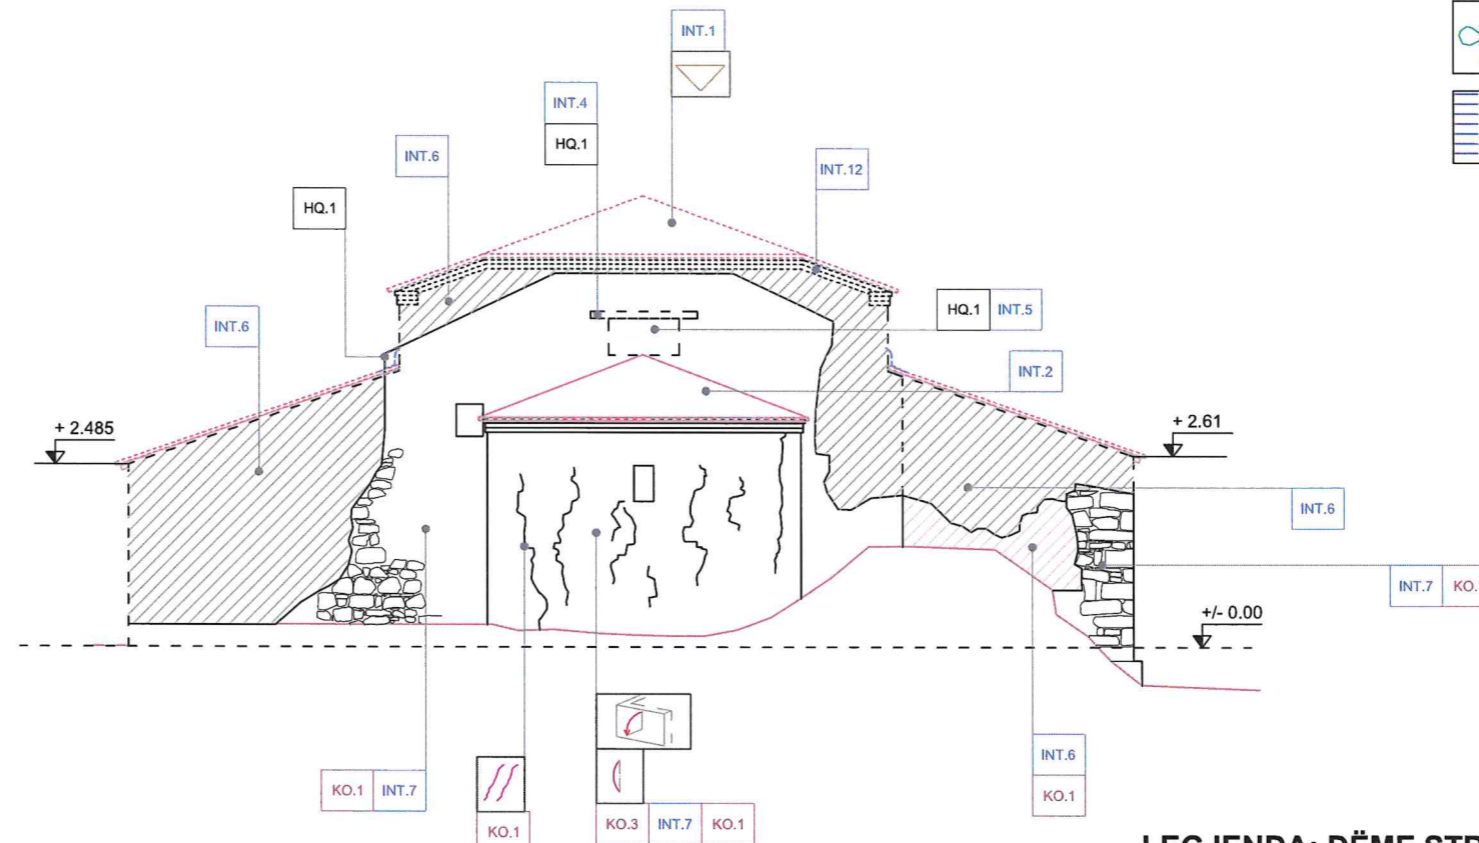 INT.1
INT.4
HQ.1
INT.6
INT.12
HQ.1
INT.6
HQ.1 INT.5
INT.2
+ 2.485
+ 2.61
INT.6
INT.7 KO.
+/- 0.00
INT.6
KO.1
KO.1 INT.7
KO.1
KO.3 INT.7 KO.1